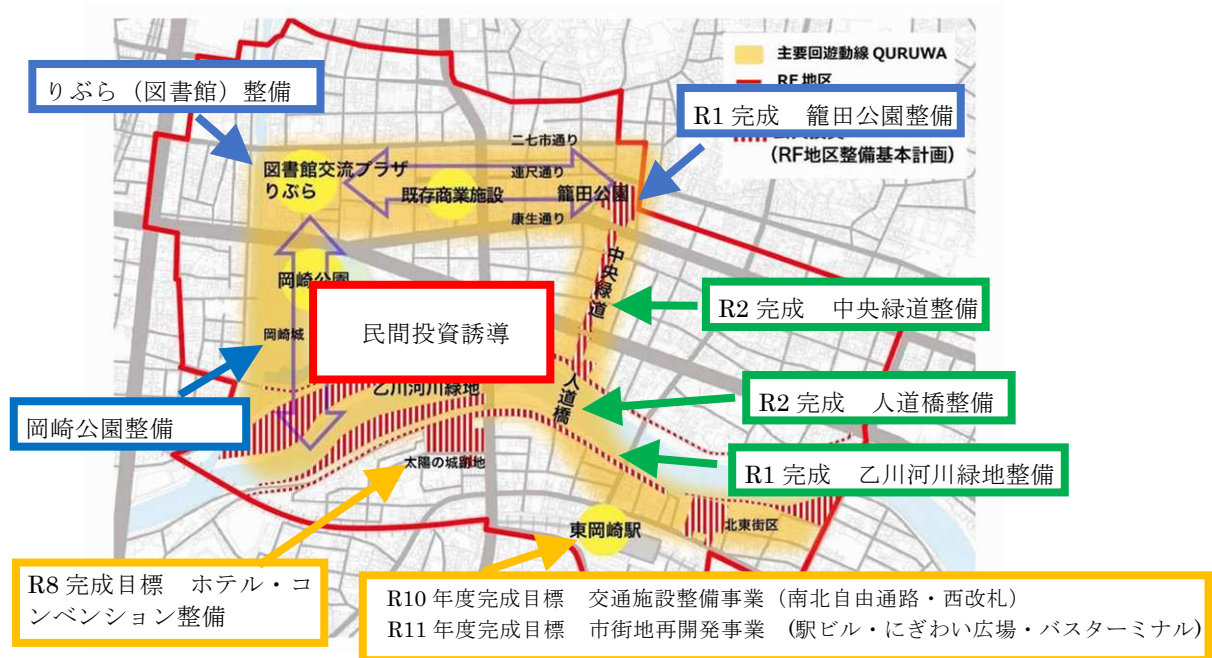 主要回遊動線 QURUWA
RF 地区
りぶら（図書館）整備
R1 完成　籠田公園整備
(RF地区整備基本計画)
二七市通り
図書館交流プラザ
りぶら
連尺通り
既存商業施設
籠田公園
康生通り
中央緑道
岡崎公園
R2 完成　中央緑道整備
民間投資誘導
岡崎城
乙川河川緑地
人道橋
R2 完成　人道橋整備
岡崎公園整備
太陽の城跡地
R1 完成　乙川河川緑地整備
北東街区
東岡崎駅
R8 完成目標　ホテル・コ
ンベンション整備
R10 年度完成目標　交通施設整備事業（南北自由通路・西改札）
R11 年度完成目標　市街地再開発事業　(駅ビル・にぎわい広場・バスターミナル)